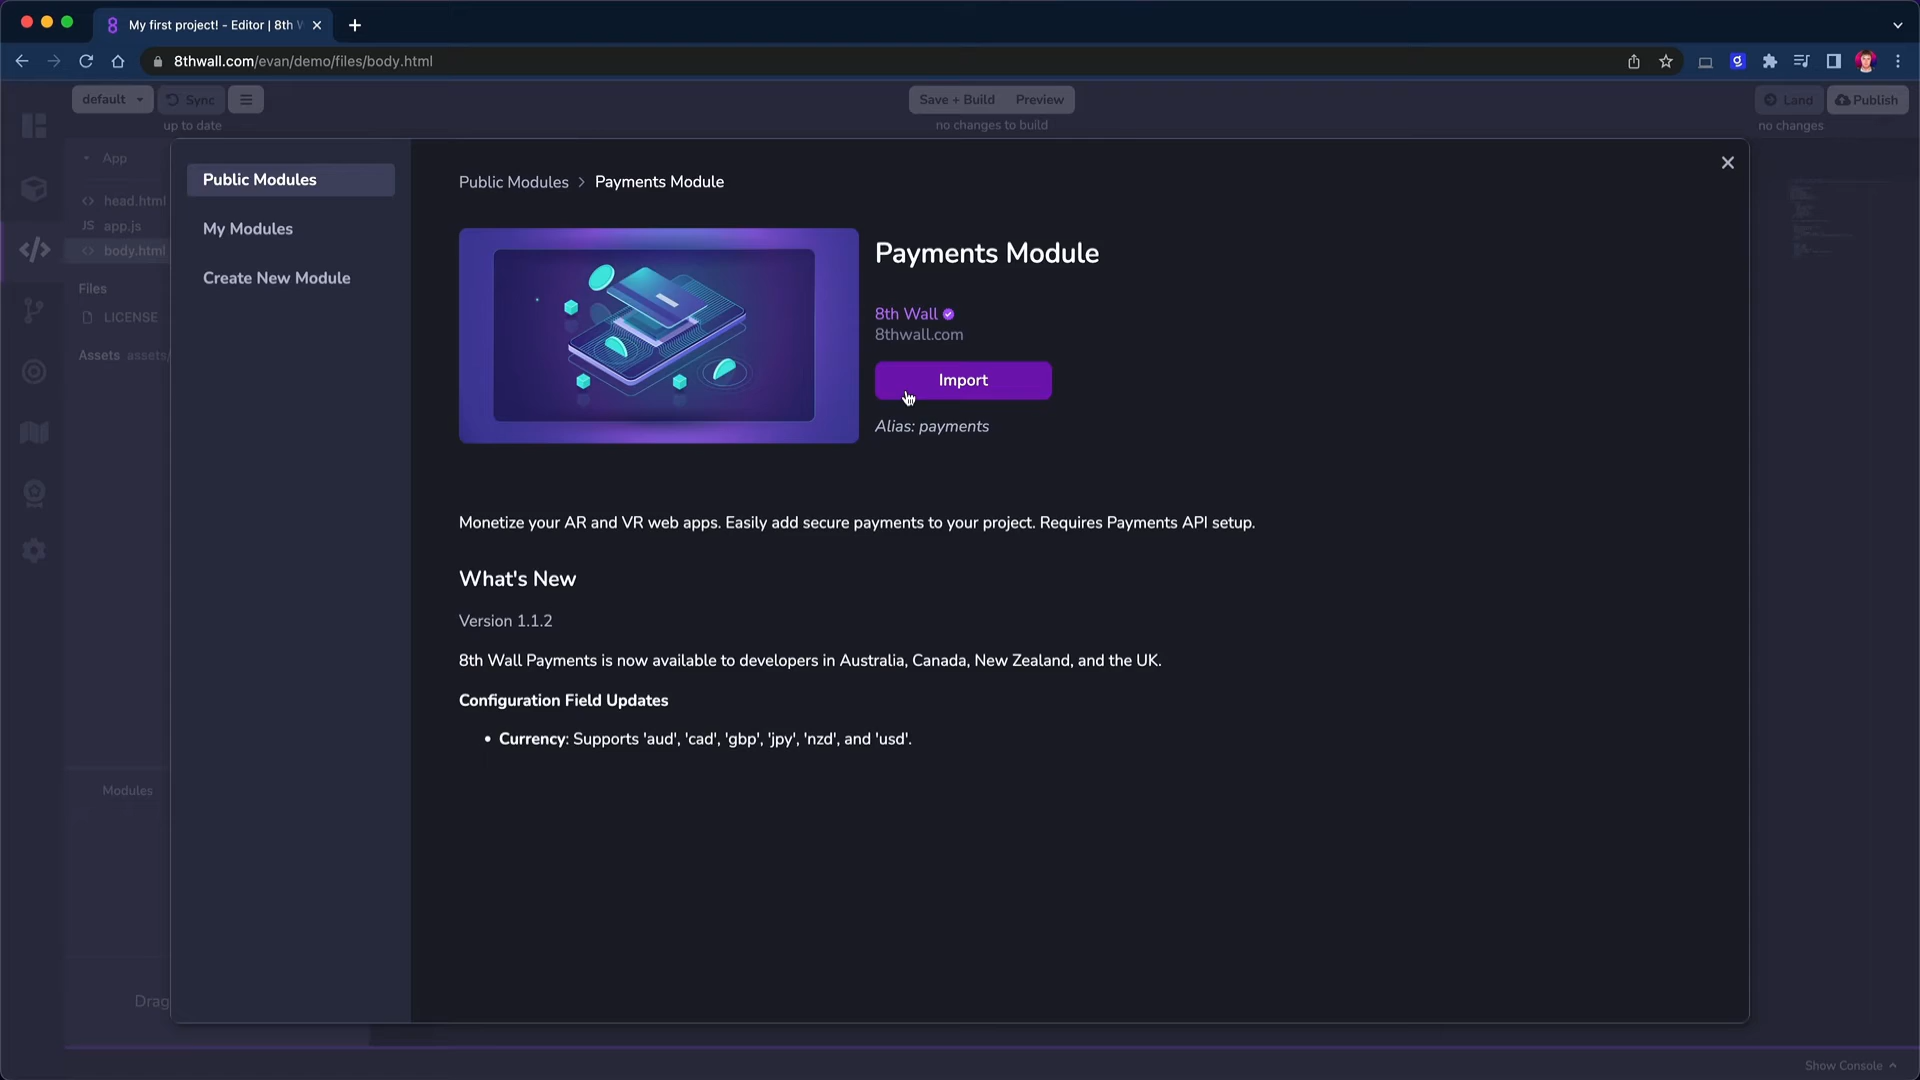 My first project! - Editor | 8th W
8thwall.com/evan/demo/files/body.html
default
Sync
Save + Build
Preview
Land
Publish
up to date
no changes to build
no changes
App
head.html
JS app.js
body.html
Files
LICENSE
Assets assets/
Modules
Drag
Public Modules
My Modules
Create New Module
Public Modules > Payments Module
Payments Module
8th Wall
8thwall.com
Import
Alias: payments
Monetize your AR and VR web apps. Easily add secure payments to your project. Requires Payments API setup.
What's New
Version 1.1.2
8th Wall Payments is now available to developers in Australia, Canada, New Zealand, and the UK.
Configuration Field Updates
• Currency: Supports 'aud', 'cad', 'gbp', 'jpy', 'nzd', and 'usd'.
Show Console